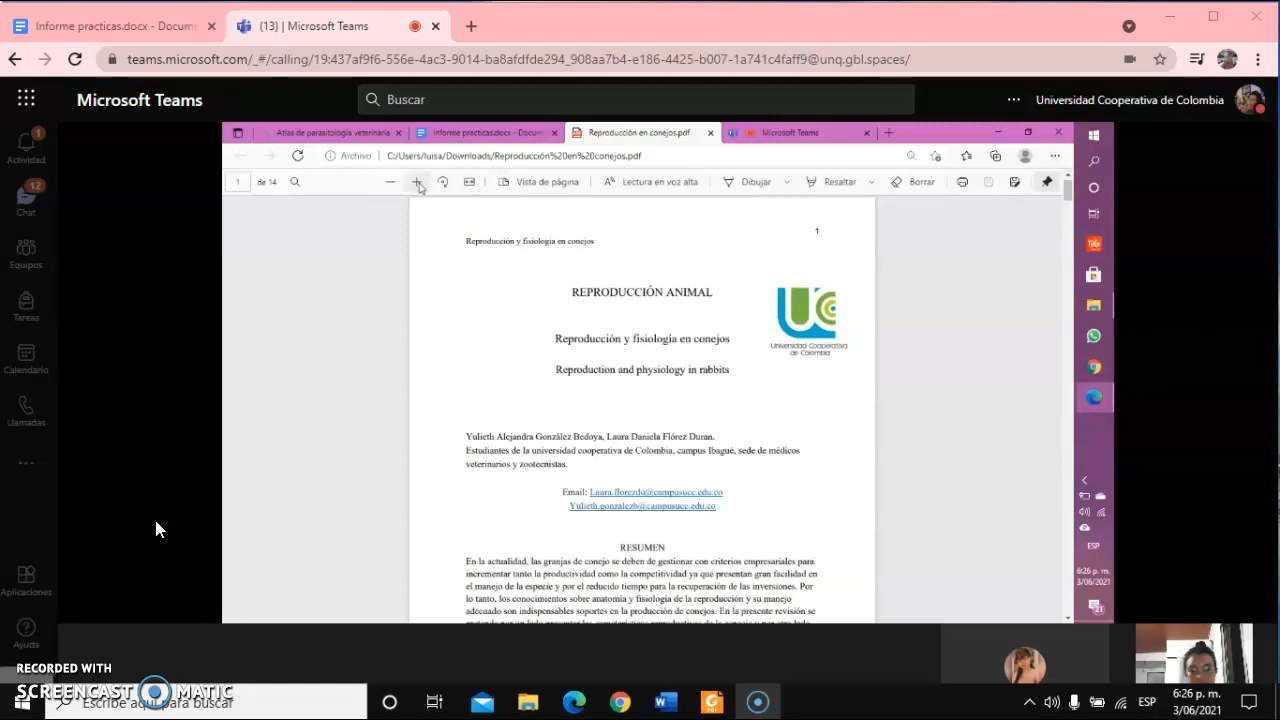 Informe practicas.docx - Docum
(13) | Microsoft Teams
teams.microsoft.com/_#/calling/19:437af9f6-556e-4ac3-9014-ba8afdfde294_908aa7b4-e186-4425-b007-1a741c4aff9@unq.gbl.spaces/
Microsoft Teams
Buscar
Universidad Cooperativa de Colombia
Actividad
1
Chat
12
Equipos
Tareas
Calendario
Llamadas
Aplicaciones
Ayuda
Atlas de parasitología veterinaria
Informe practicas.docx - Docum
Reproducción en conejos.pdf
Microsoft Teams
Archivo
C:/Users/luisa/Downloads/Reproducción%20en%20conejos.pdf
1 de 14
Vista de página
Lectura en voz alta
Dibujar
Resaltar
Borrar
1
Reproducción y fisiología en conejos
REPRODUCCIÓN ANIMAL
Universidad Cooperativa
de Colombia
Reproducción y fisiología en conejos
Reproduction and physiology in rabbits
Yulieth Alejandra González Bedoya, Laura Daniela Flórez Duran.
Estudiantes de la universidad cooperativa de Colombia, campus Ibagué, sede de médicos
veterinarios y zootecnistas.
Email: Laura.florezdu@campusucc.edu.co
Yulieth.gonzalezb@campusucc.edu.co
RESUMEN
En la actualidad, las granjas de conejo se deben de gestionar con criterios empresariales para
incrementar tanto la productividad como la competitividad ya que presentan gran facilidad en
el manejo de la especie y por el reducido tiempo para la recuperación de las inversiones. Por
lo tanto, los conocimientos sobre anatomía y fisiología de la reproducción y su manejo
adecuado son indispensables soportes en la producción de conejos. En la presente revisión se
ESP
6:26 p. m.
3/06/2021
RECORDED WITH
SCREENCAST MATIC
Escribe aquí para buscar
ESP
6:26 p. m.
3/06/2021